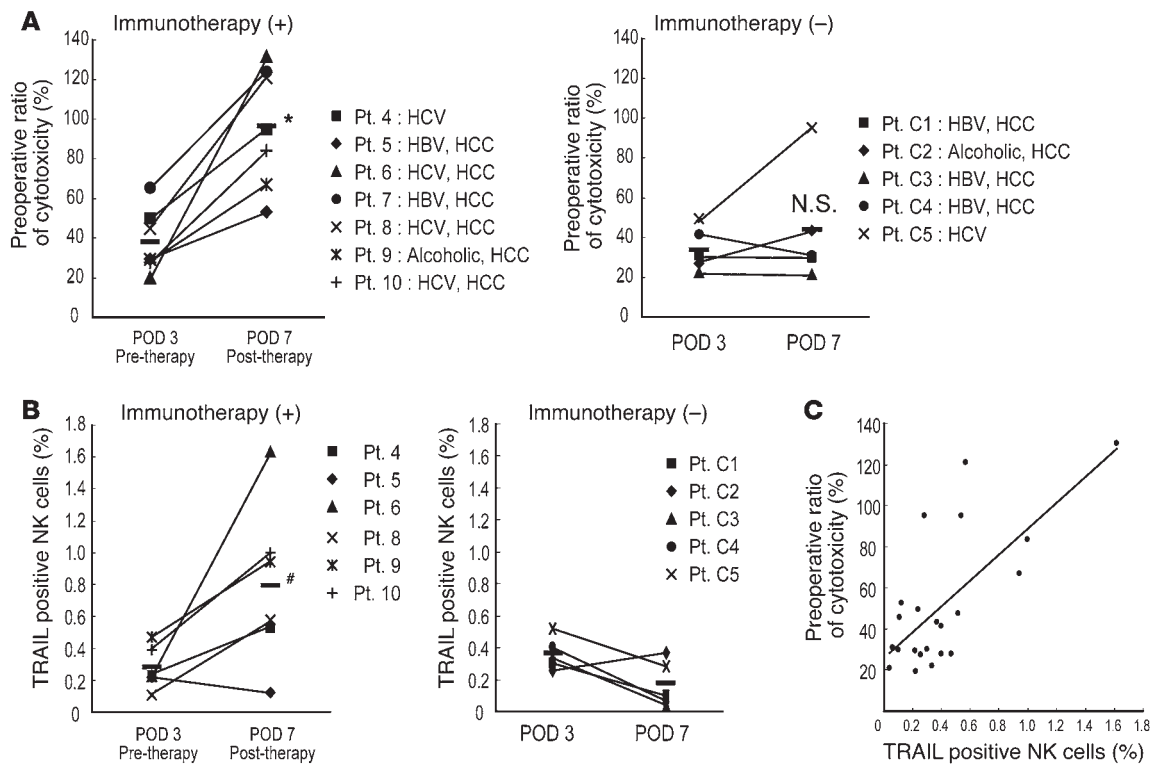 A
Immunotherapy (+)
Preoperative ratio
of cytotoxicity (%)
140
120
100
80
60
40
20
0
*
POD 3
Pre-therapy
POD 7
Post-therapy
Pt. 4 : HCV
Pt. 5 : HBV, HCC
Pt. 6 : HCV, HCC
Pt. 7 : HBV, HCC
Pt. 8 : HCV, HCC
Pt. 9 : Alcoholic, HCC
Pt. 10 : HCV, HCC
Immunotherapy (–)
Preoperative ratio
of cytotoxicity (%)
140
120
100
80
60
40
20
0
N.S.
POD 3
POD 7
Pt. C1 : HBV, HCC
Pt. C2 : Alcoholic, HCC
Pt. C3 : HBV, HCC
Pt. C4 : HBV, HCC
Pt. C5 : HCV
B
Immunotherapy (+)
TRAIL positive NK cells (%)
1.8
1.6
1.4
1.2
1.0
0.8
0.6
0.4
0.2
0
#
POD 3
Pre-therapy
POD 7
Post-therapy
Pt. 4
Pt. 5
Pt. 6
Pt. 8
Pt. 9
Pt. 10
Immunotherapy (–)
TRAIL positive NK cells (%)
1.8
1.6
1.4
1.2
1.0
0.8
0.6
0.4
0.2
0
POD 3
POD 7
Pt. C1
Pt. C2
Pt. C3
Pt. C4
Pt. C5
C
Preoperative ratio
of cytotoxicity (%)
140
120
100
80
60
40
20
0 0.2 0.4 0.6 0.8 1.0 1.2 1.4 1.6 1.8
TRAIL positive NK cells (%)